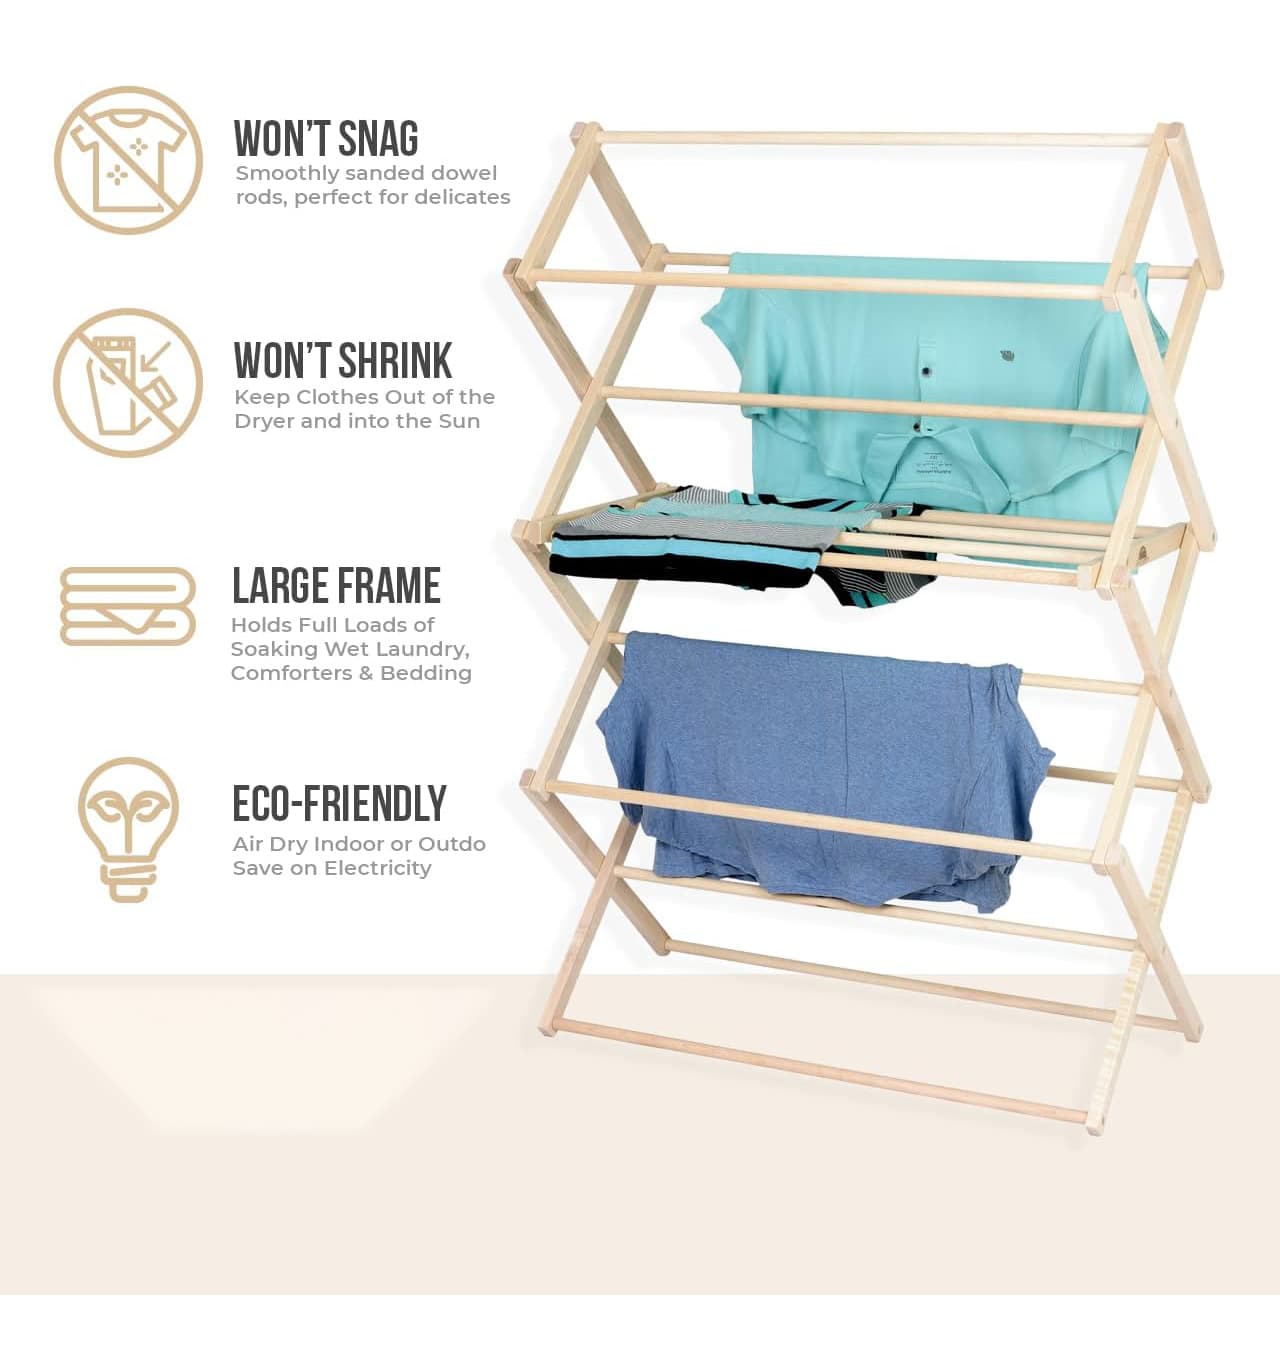 WON'T SNAG
Smoothly sanded dowel
rods, perfect for delicates
WON'T SHRINK
Keep Clothes Out of the
Dryer and into the Sun
LARGE FRAME
Holds Full Loads of
Soaking Wet Laundry,
Comforters & Bedding
ECO-FRIENDLY
Air Dry Indoor or Outdo
Save on Electricity